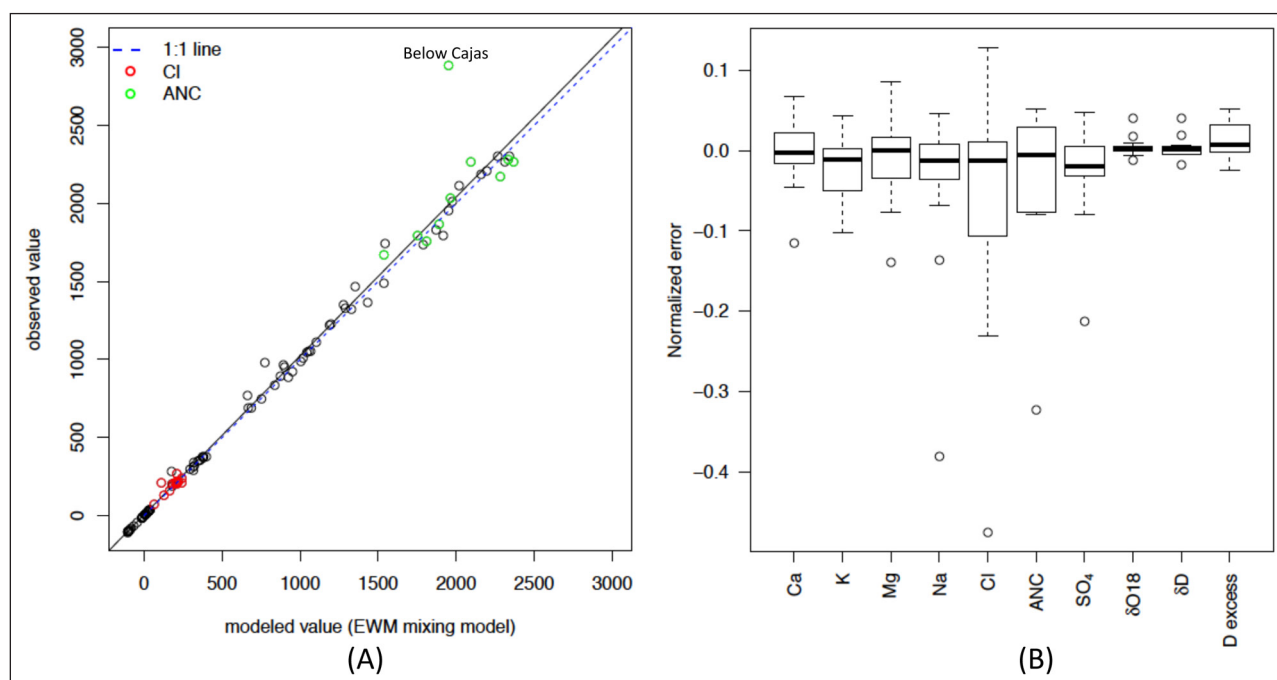 1:1 line
Cl
ANC
Below Cajas
observed value
3000
2500
2000
1500
1000
500
0
0 500 1000 1500 2000 2500 3000
modeled value (EWM mixing model)
(A)
Normalized error
0.1
0.0
−0.1
−0.2
−0.3
−0.4
Ca
K
Mg
Na
Cl
ANC
SO₄
δO18
δD
D excess
(B)